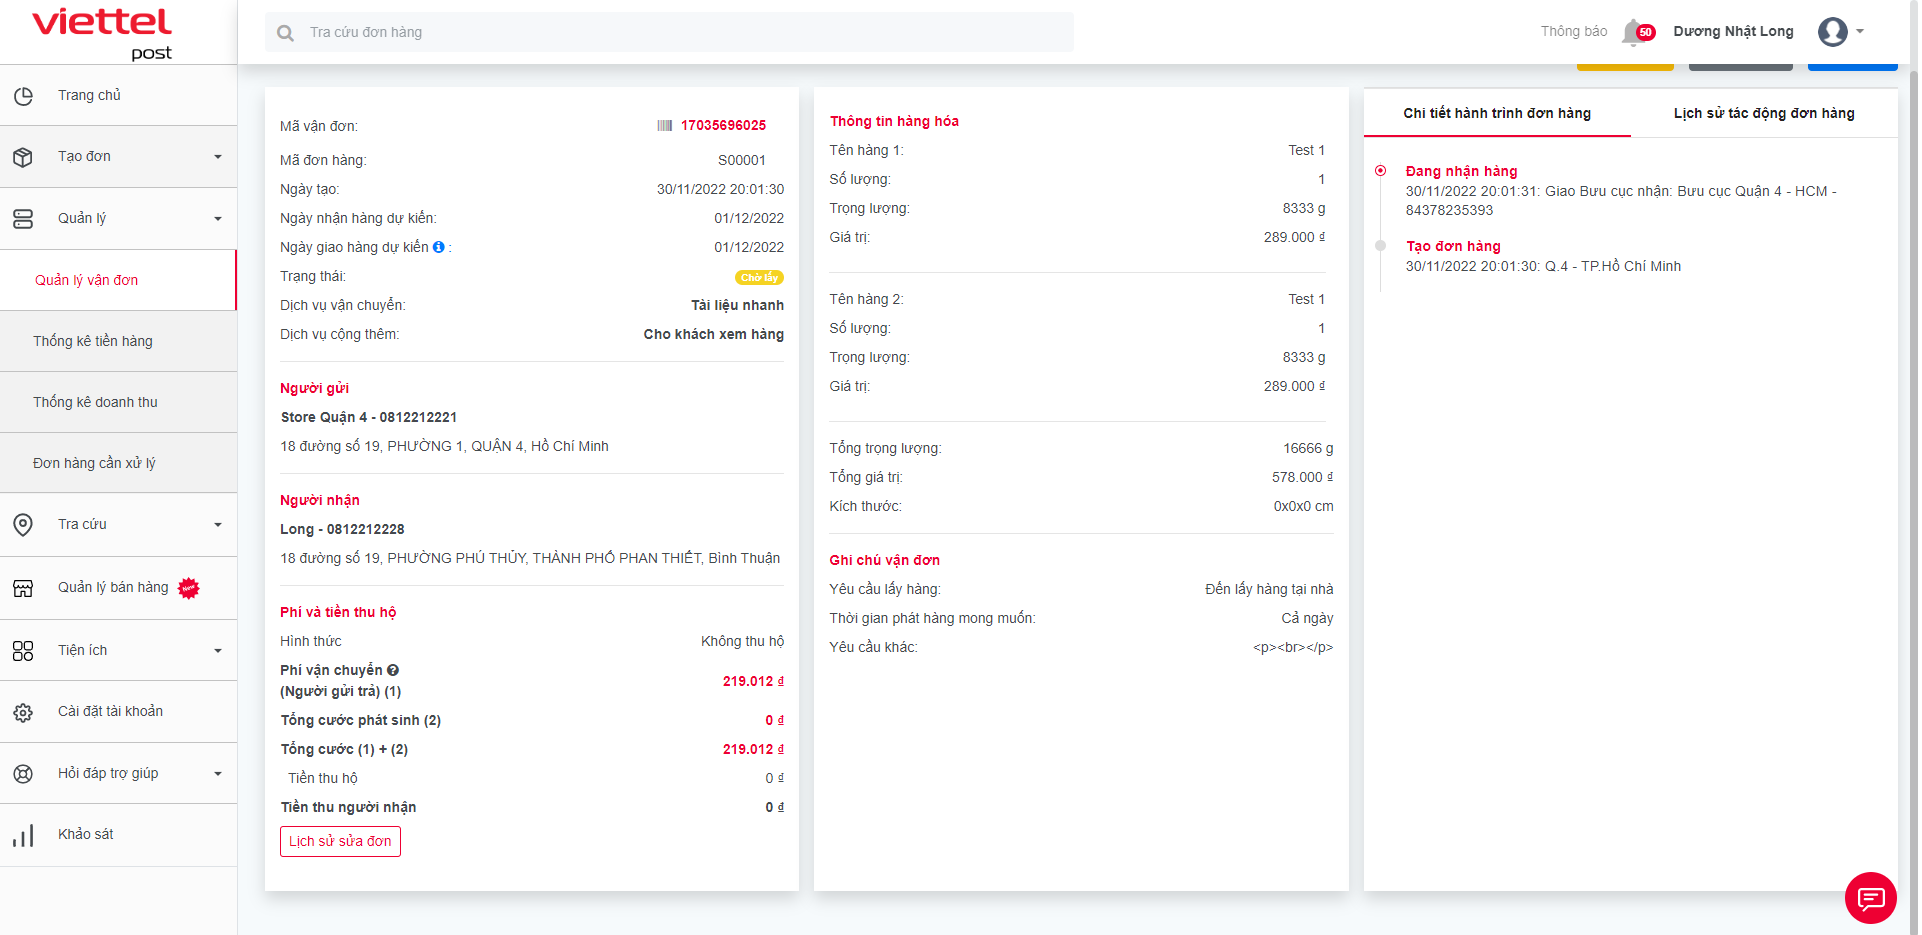 viettel
post
Tra cứu đơn hàng
Thông báo
50
Dương Nhật Long
Trang chủ
Tạo đơn
Quản lý
Quản lý vận đơn
Thống kê tiền hàng
Thống kê doanh thu
Đơn hàng cần xử lý
Tra cứu
Quản lý bán hàng New
Tiện ích
Cài đặt tài khoản
Hỏi đáp trợ giúp
Khảo sát
Mã vận đơn: 17035696025
Mã đơn hàng: S00001
Ngày tạo: 30/11/2022 20:01:30
Ngày nhận hàng dự kiến: 01/12/2022
Ngày giao hàng dự kiến : 01/12/2022
Trạng thái: Chờ lấy
Dịch vụ vận chuyển: Tài liệu nhanh
Dịch vụ cộng thêm: Cho khách xem hàng
Người gửi
Store Quận 4 - 0812212221
18 đường số 19, PHƯỜNG 1, QUẬN 4, Hồ Chí Minh
Người nhận
Long - 0812212228
18 đường số 19, PHƯỜNG PHÚ THỦY, THÀNH PHỐ PHAN THIẾT, Bình Thuận
Phí và tiền thu hộ
Hình thức Không thu hộ
Phí vận chuyển
(Người gửi trả) (1) 219.012 ₫
Tổng cước phát sinh (2) 0 ₫
Tổng cước (1) + (2) 219.012 ₫
Tiền thu hộ 0 ₫
Tiền thu người nhận 0 ₫
Lịch sử sửa đơn
Thông tin hàng hóa
Tên hàng 1: Test 1
Số lượng: 1
Trọng lượng: 8333 g
Giá trị: 289.000 ₫
Tên hàng 2: Test 1
Số lượng: 1
Trọng lượng: 8333 g
Giá trị: 289.000 ₫
Tổng trọng lượng: 16666 g
Tổng giá trị: 578.000 ₫
Kích thước: 0x0x0 cm
Ghi chú vận đơn
Yêu cầu lấy hàng: Đến lấy hàng tại nhà
Thời gian phát hàng mong muốn: Cả ngày
Yêu cầu khác: <p><br></p>
Chi tiết hành trình đơn hàng
Lịch sử tác động đơn hàng
Đang nhận hàng
30/11/2022 20:01:31: Giao Bưu cục nhận: Bưu cục Quận 4 - HCM -
84378235393
Tạo đơn hàng
30/11/2022 20:01:30: Q.4 - TP.Hồ Chí Minh